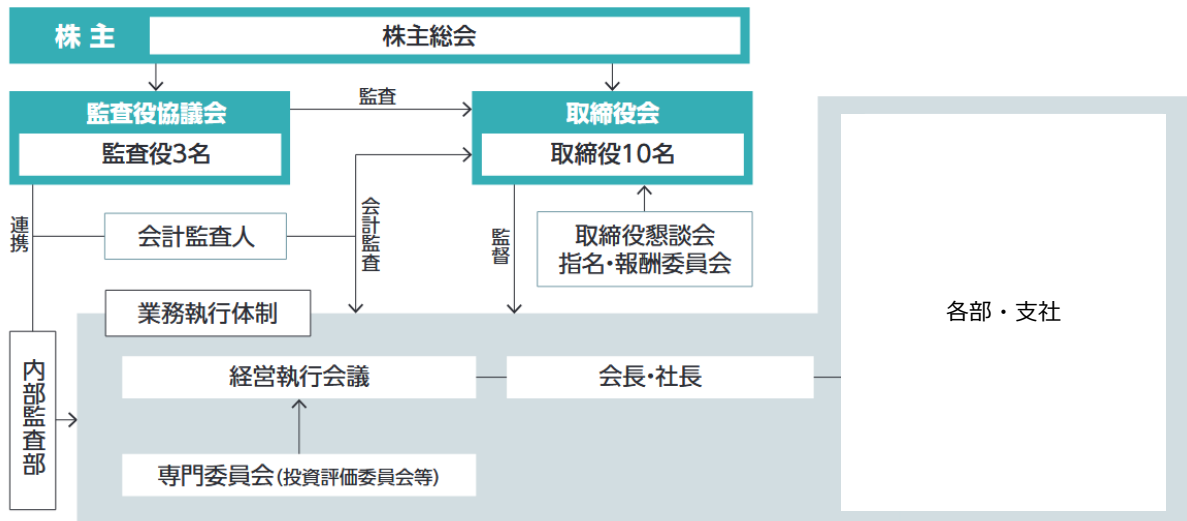 株 主
株主総会
監査役協議会
監査役3名
監査
取締役会
取締役10名
連携
会計監査人
会計監査
監督
取締役懇談会
指名・報酬委員会
業務執行体制
各部・支社
内部監査部
経営執行会議
会長・社長
専門委員会(投資評価委員会等)